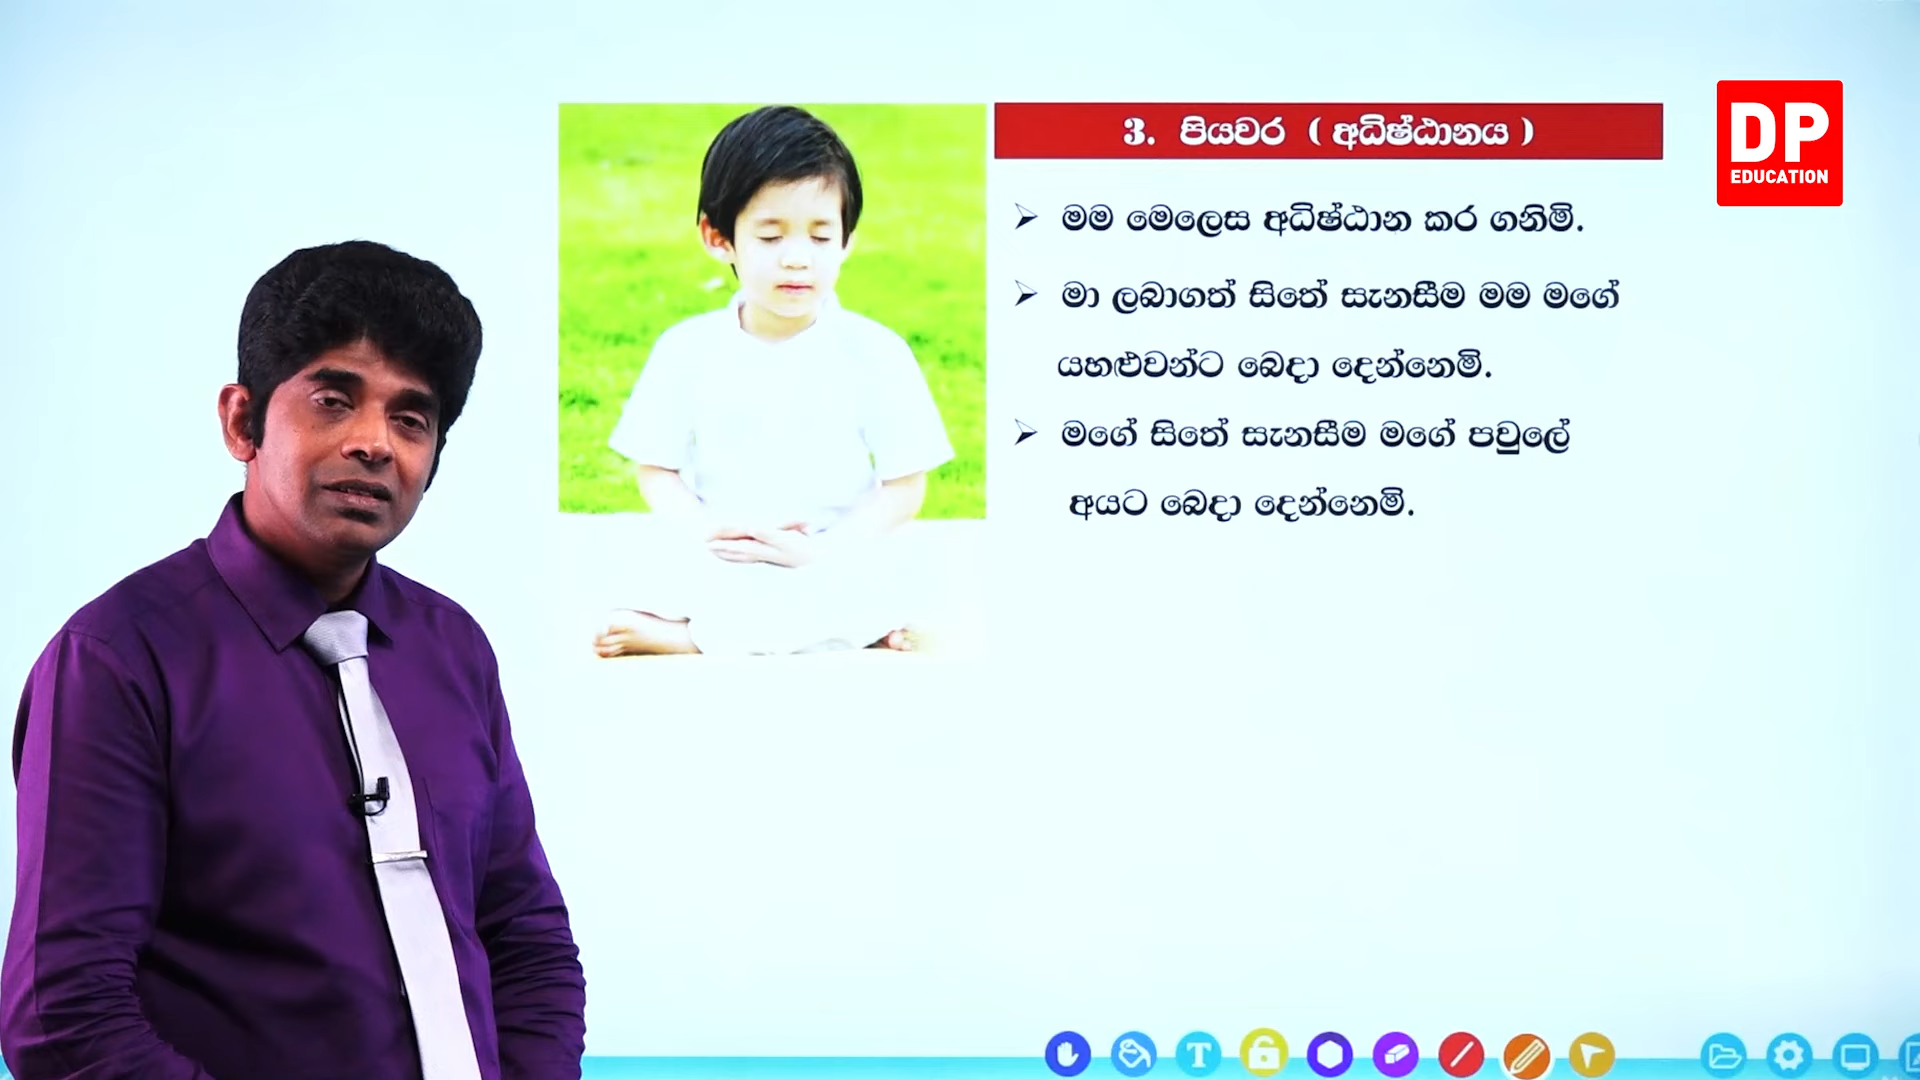 3. පියවර ( අධිෂ්ඨානය )
DP
EDUCATION
➢ මම මෙලෙස අධිෂ්ඨාන කර ගනිමි.
➢ මා ලබාගත් සිතේ සැනසීම මම මගේ
යහළුවන්ට බෙදා දෙන්නෙමි.
➢ මගේ සිතේ සැනසීම මගේ පවුලේ
අයට බෙදා දෙන්නෙමි.
T